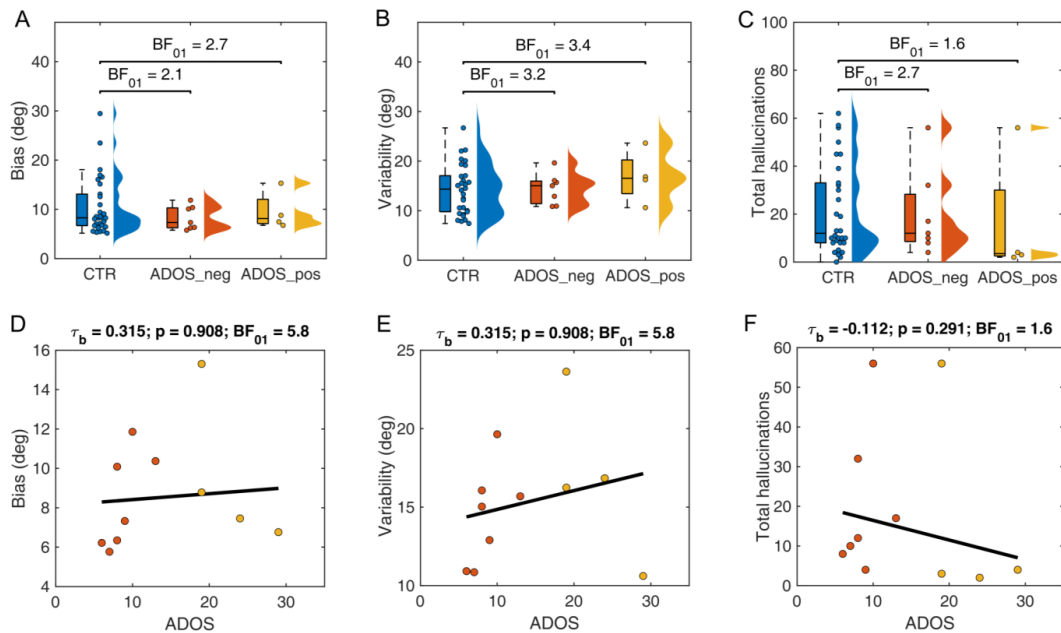 A
BF01 = 2.7
BF01 = 2.1
Bias (deg)
40
30
20
10
0
CTR ADOS_neg ADOS_pos
B
BF01 = 3.4
BF01 = 3.2
Variability (deg)
40
30
20
10
0
CTR ADOS_neg ADOS_pos
C
BF01 = 1.6
BF01 = 2.7
Total hallucinations
100
80
60
40
20
0
CTR ADOS_neg ADOS_pos
D
τb = 0.315; p = 0.908; BF01 = 5.8
Bias (deg)
16
14
12
10
8
6
4
0 10 20 30
ADOS
E
τb = 0.315; p = 0.908; BF01 = 5.8
Variability (deg)
25
20
15
10
0 10 20 30
ADOS
F
τb = -0.112; p = 0.291; BF01 = 1.6
Total hallucinations
60
50
40
30
20
10
0
0 10 20 30
ADOS